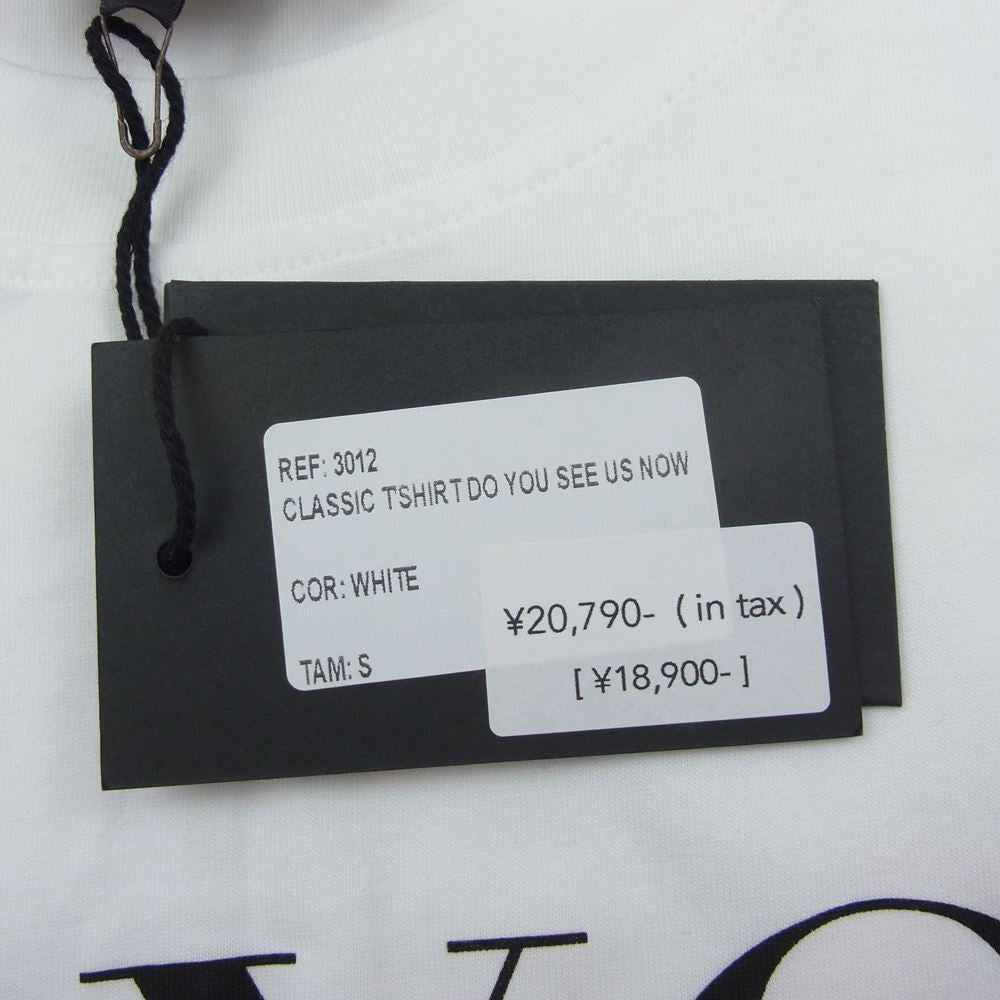 REF: 3012
CLASSIC TSHIRT DO YOU SEE US NOW
COR: WHITE
TAM: S
¥20,790- ( in tax )
[ ¥18,900- ]